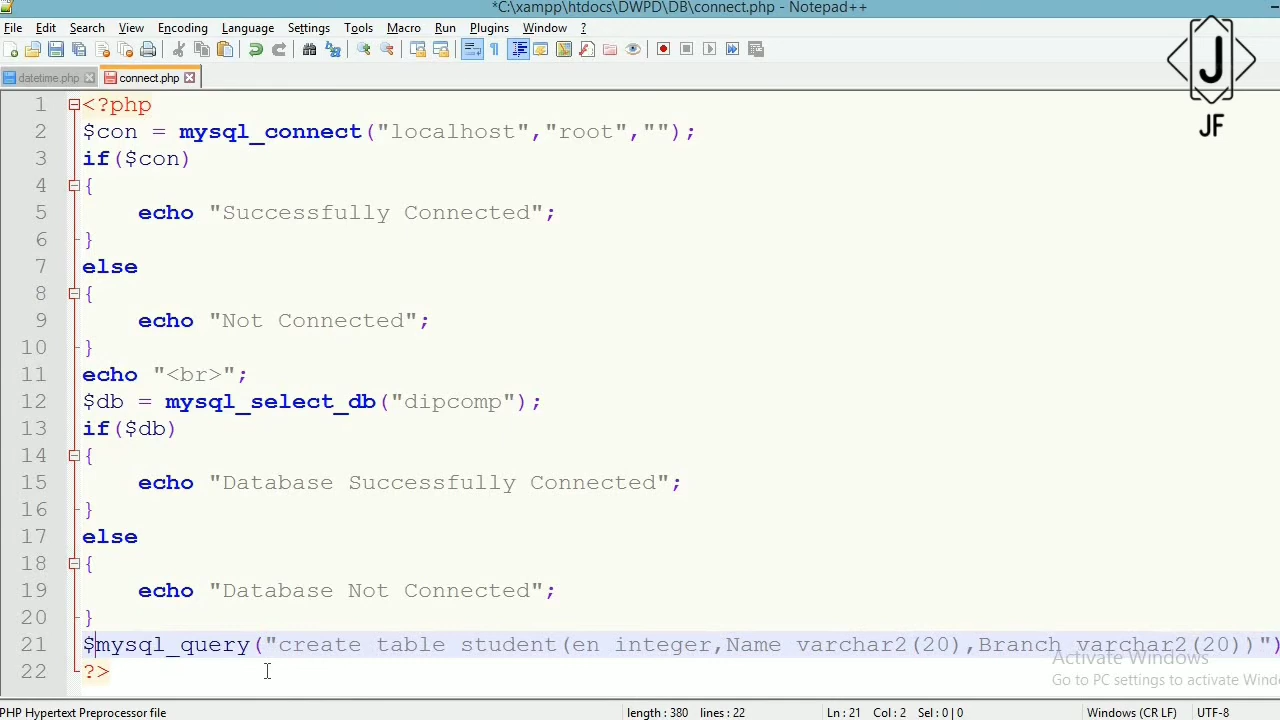 *C:\xampp\htdocs\DWPD\DB\connect.php - Notepad++
File Edit Search View Encoding Language Settings Tools Macro Run Plugins Window ?
datetime.php connect.php
J
JF
1 <?php
2 $con = mysql_connect("localhost","root","");
3 if($con)
4 {
5 echo "Successfully Connected";
6 }
7 else
8 {
9 echo "Not Connected";
10 }
11 echo "<br>";
12 $db = mysql_select_db("dipcomp");
13 if($db)
14 {
15 echo "Database Successfully Connected";
16 }
17 else
18 {
19 echo "Database Not Connected";
20 }
21 $mysql_query("create table student(en integer,Name varchar2(20),Branch varchar2(20))")
22 ?>
Activate Windows
Go to PC settings to activate Wind
PHP Hypertext Preprocessor file length : 380 lines : 22 Ln : 21 Col : 2 Sel : 0 | 0 Windows (CR LF) UTF-8